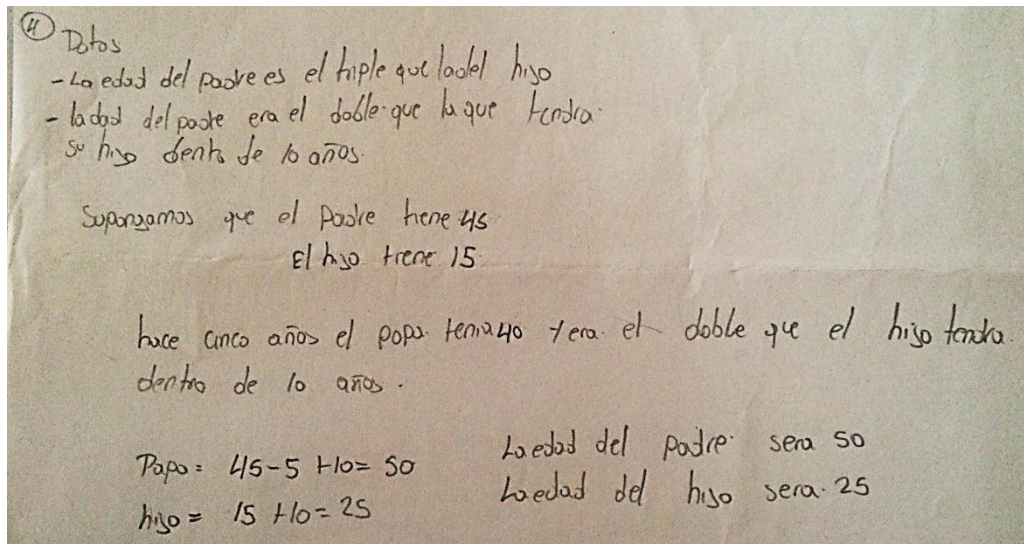 4 Datos
- La edad del padre es el triple que la del hijo
- la dad del padre era el doble que la que tendra
su hijo dentro de 10 años.
Supongamos que el Padre tiene 45
El hijo tiene 15
hace cinco años el papa tenia 40 y era el doble que el hijo tendra
dentro de 10 años.
Papa = 45-5 +10= 50
La edad del padre sera 50
hijo = 15 +10= 25
La edad del hijo sera 25